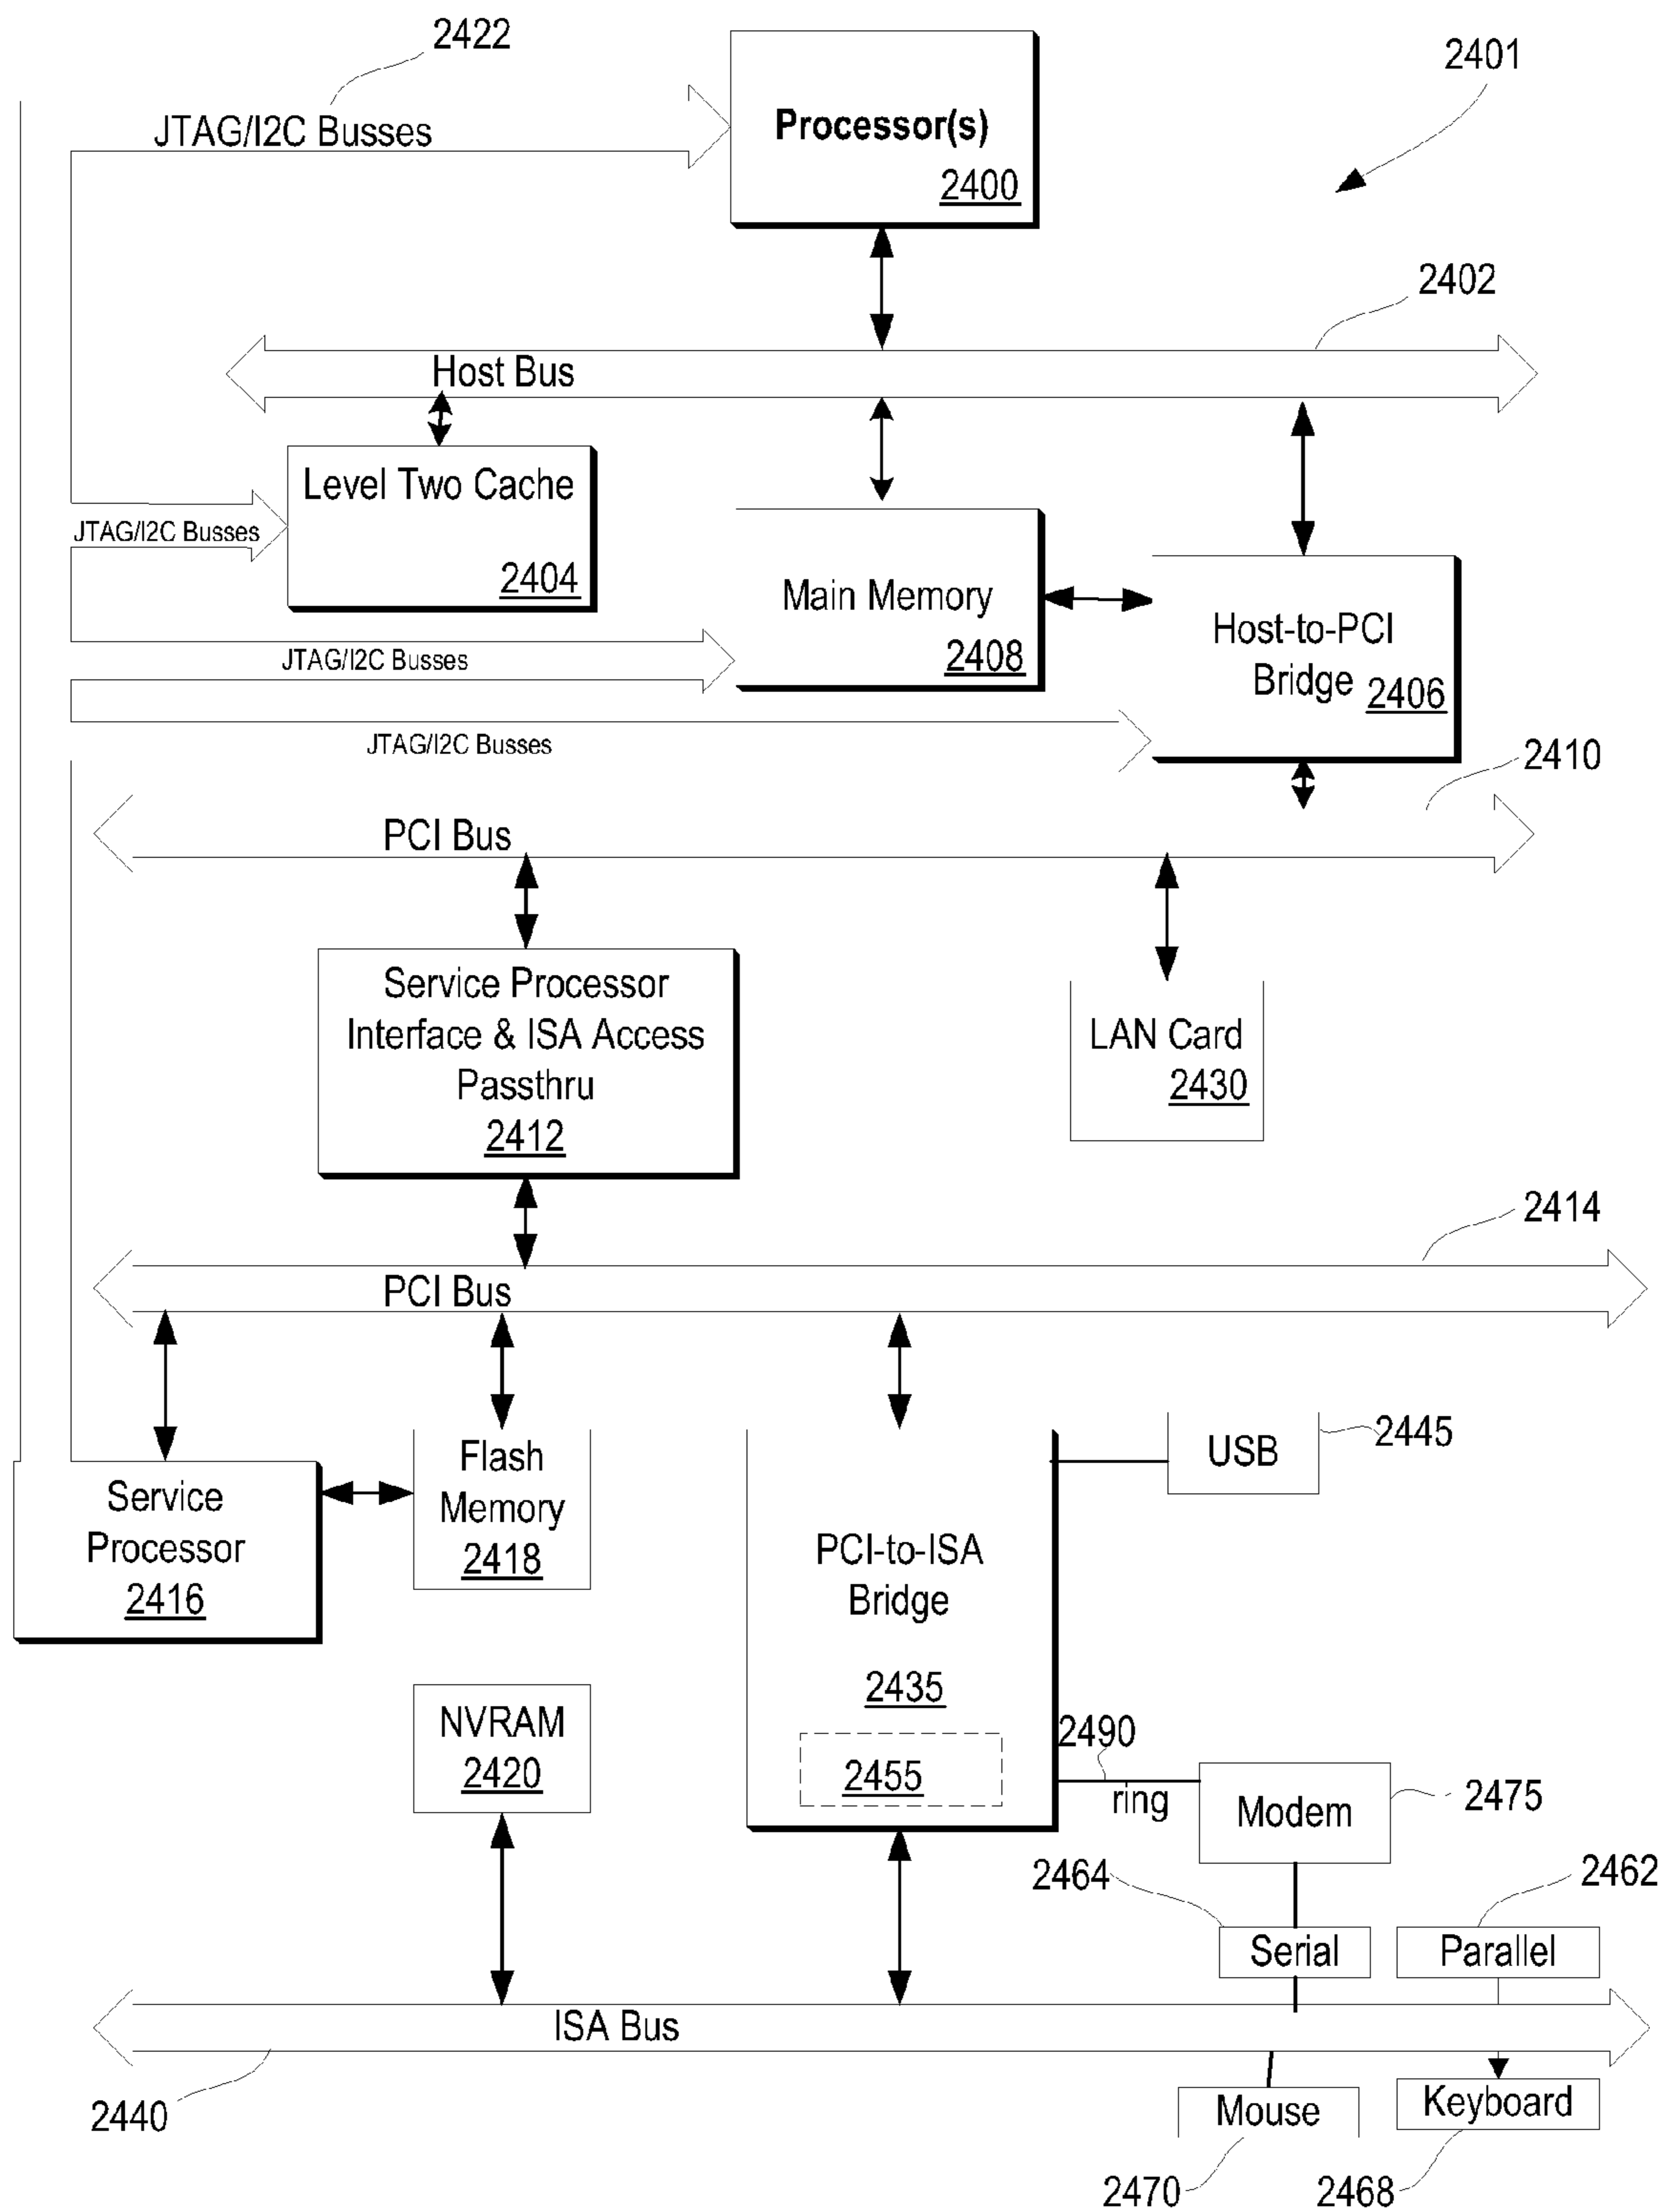 2422
2401
JTAG/I2C Busses
Processor(s)
2400
2402
Host Bus
Level Two Cache
2404
JTAG/I2C Busses
Main Memory
2408
Host-to-PCI
Bridge 2406
JTAG/I2C Busses
JTAG/I2C Busses
2410
PCI Bus
Service Processor
Interface & ISA Access
Passthru
2412
LAN Card
2430
2414
PCI Bus
Service
Processor
2416
Flash
Memory
2418
PCI-to-ISA
Bridge
2435
2455
USB
2445
NVRAM
2420
2490
ring
Modem
2475
2464
2462
Serial
Parallel
ISA Bus
2440
Mouse
Keyboard
2470
2468